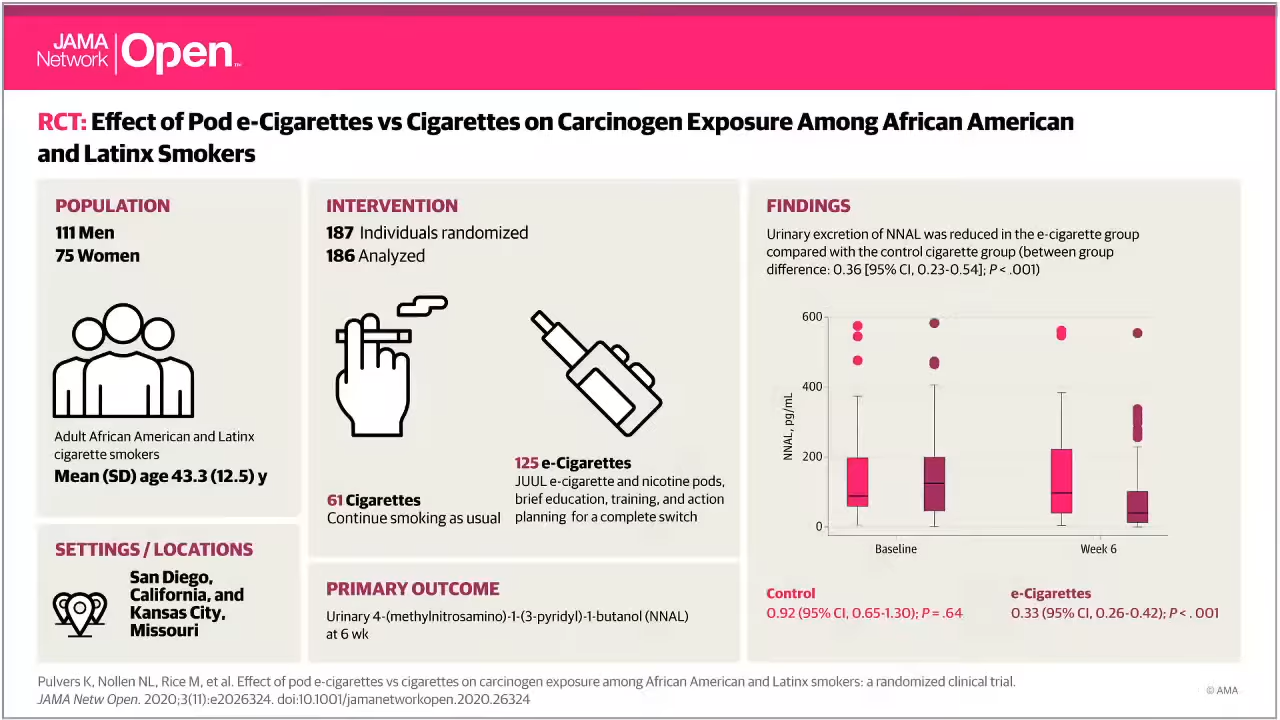 JAMA
Network
Open™
RCT: Effect of Pod e-Cigarettes vs Cigarettes on Carcinogen Exposure Among African American
and Latinx Smokers
POPULATION
111 Men
75 Women
Adult African American and Latinx
cigarette smokers
Mean (SD) age 43.3 (12.5) y
SETTINGS / LOCATIONS
San Diego,
California, and
Kansas City,
Missouri
INTERVENTION
187 Individuals randomized
186 Analyzed
61 Cigarettes
Continue smoking as usual
125 e-Cigarettes
JUUL e-cigarette and nicotine pods,
brief education, training, and action
planning for a complete switch
PRIMARY OUTCOME
Urinary 4-(methylnitrosamino)-1-(3-pyridyl)-1-butanol (NNAL)
at 6 wk
FINDINGS
Urinary excretion of NNAL was reduced in the e-cigarette group
compared with the control cigarette group (between group
difference: 0.36 [95% CI, 0.23-0.54]; P < .001)
600
400
200
0
NNAL, pg/mL
Baseline
Week 6
Control
0.92 (95% CI, 0.65-1.30); P = .64
e-Cigarettes
0.33 (95% CI, 0.26-0.42); P < . 001
Pulvers K, Nollen NL, Rice M, et al. Effect of pod e-cigarettes vs cigarettes on carcinogen exposure among African American and Latinx smokers: a randomized clinical trial.
JAMA Netw Open. 2020;3(11):e2026324. doi:10.1001/jamanetworkopen.2020.26324
© AMA